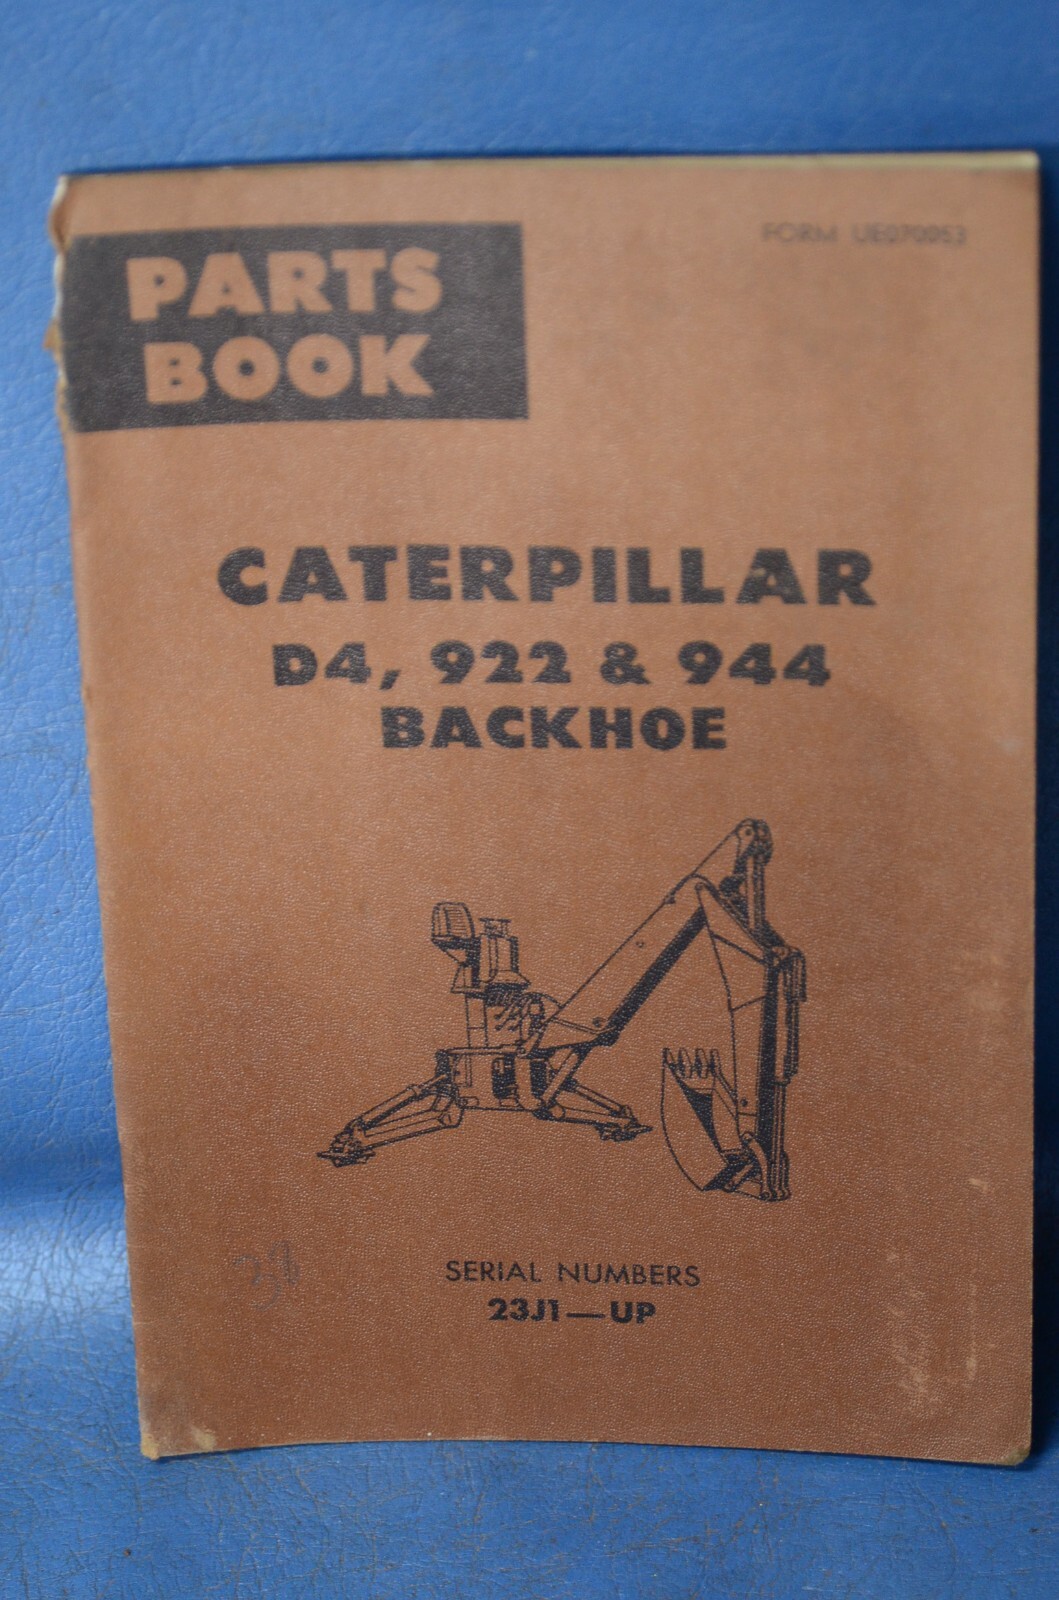 FORM UE070053
PARTS
BOOK
CATERPILLAR
D4, 922 & 944
BACKHOE
SERIAL NUMBERS
23J1—UP